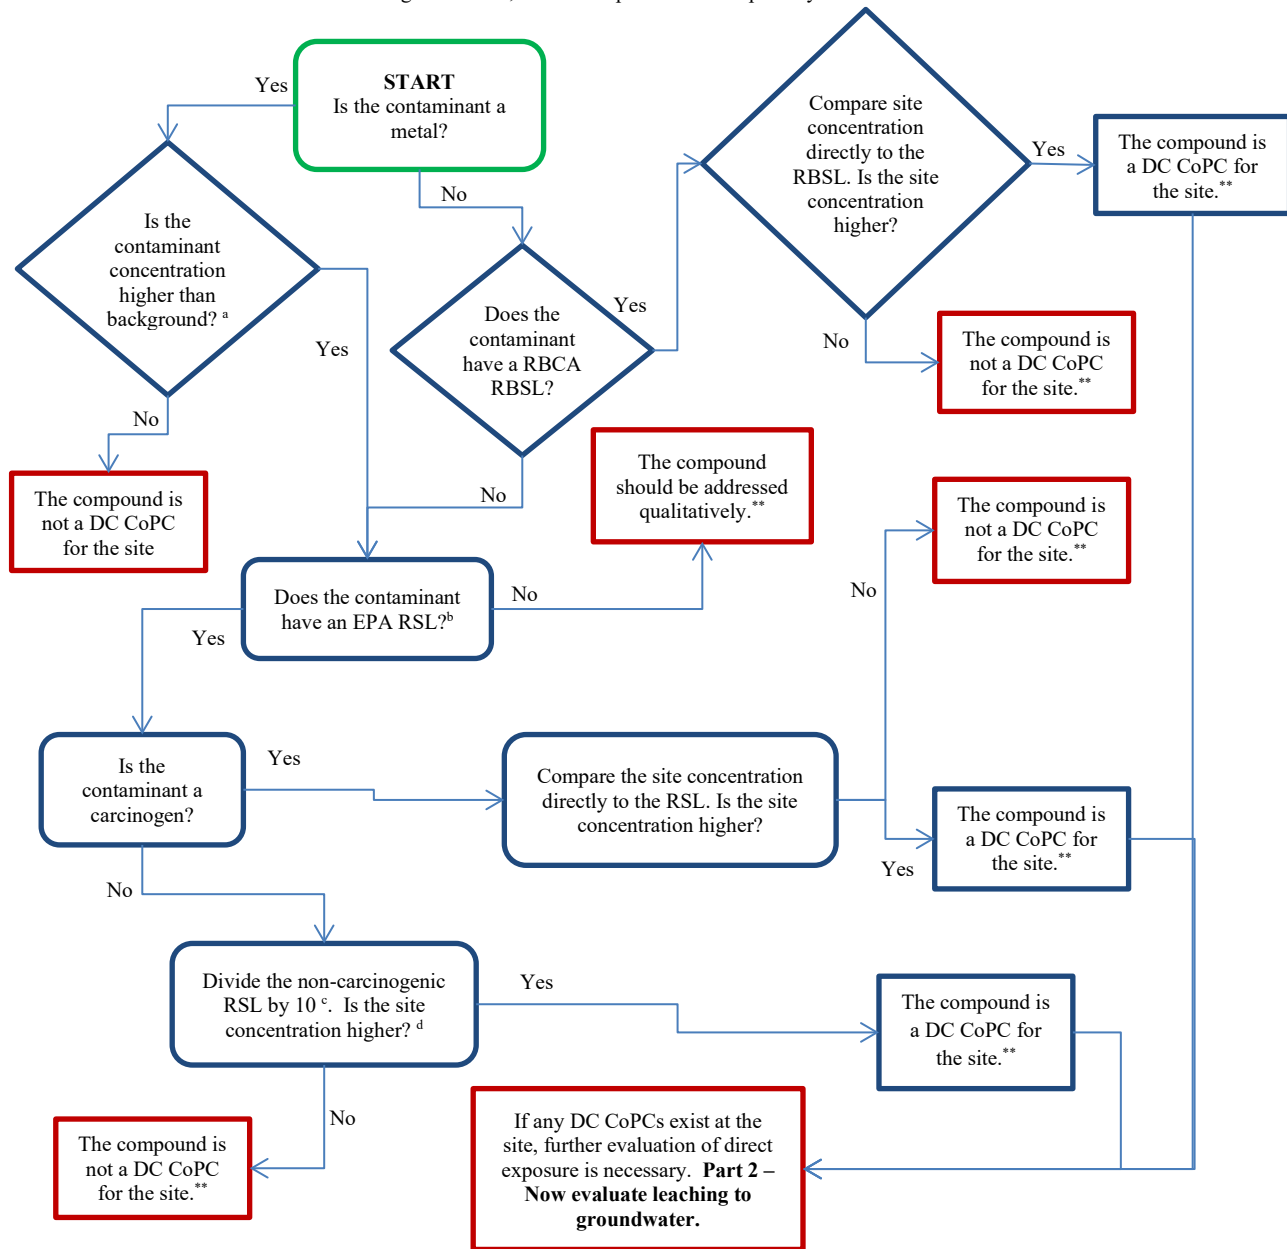 START
Is the contaminant a
metal?
Yes
No
Is the
contaminant
concentration
higher than
background? a
Yes
No
The compound is
not a DC CoPC
for the site
Does the
contaminant
have a RBCA
RBSL?
Yes
No
Compare site
concentration
directly to the
RBSL. Is the site
concentration
higher?
Yes
The compound is
a DC CoPC for
the site.**
No
The compound is
not a DC CoPC
for the site.**
The compound
should be addressed
qualitatively.**
Does the contaminant
have an EPA RSL?b
No
Yes
The compound is
not a DC CoPC
for the site.**
No
Is the
contaminant a
carcinogen?
Yes
Compare the site concentration
directly to the RSL. Is the site
concentration higher?
The compound is
a DC CoPC for
the site.**
Yes
No
Divide the non-carcinogenic
RSL by 10 c. Is the site
concentration higher? d
Yes
The compound is
a DC CoPC for
the site.**
No
The compound is
not a DC CoPC
for the site.**
If any DC CoPCs exist at the
site, further evaluation of direct
exposure is necessary. Part 2 –
Now evaluate leaching to
groundwater.